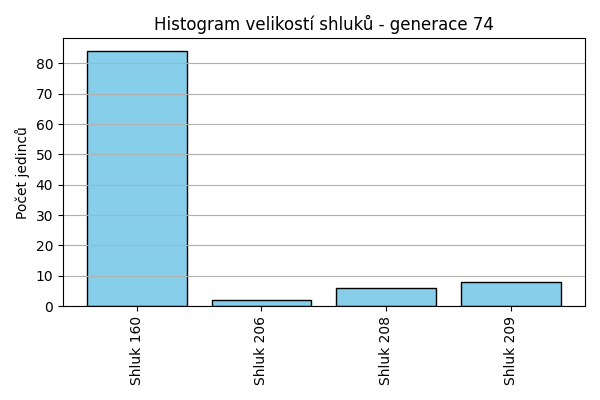 Histogram velikostí shluků - generace 74
Počet jedinců
80
70
60
50
40
30
20
10
0
Shluk 160
Shluk 206
Shluk 208
Shluk 209